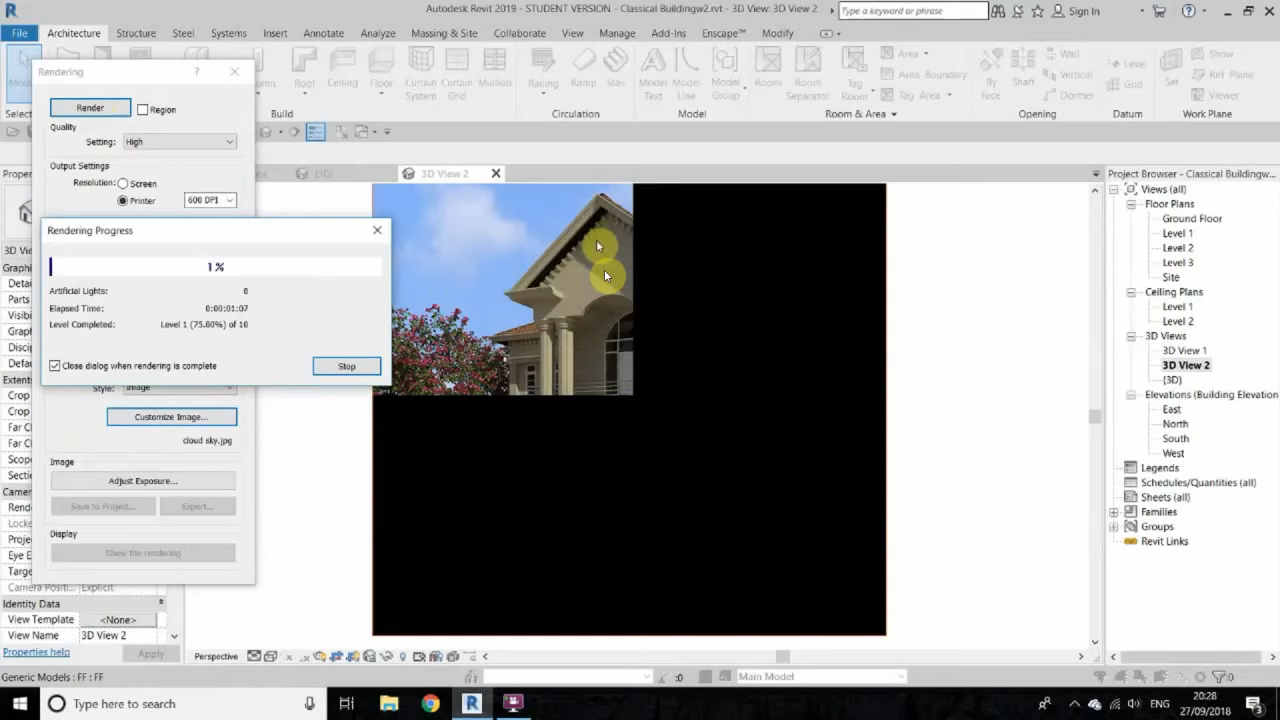 Autodesk Revit 2019 - STUDENT VERSION - Classical Buildingw2.rvt - 3D View: 3D View 2
Type a keyword or phrase
Sign In
File Architecture Structure Steel Systems Insert Annotate Analyze Massing & Site Collaborate View Manage Add-Ins Enscape™ Modify
Roof Ceiling Floor Curtain System Curtain Grid Mullion Railing Ramp Stair Model Text Model Line Model Group Room Room Separator Tag Room Area Area Boundary Tag Area By Face Shaft Wall Vertical Dormer Level Grid Set Show Ref Plane Viewer
Build Circulation Model Room & Area Opening Datum Work Plane
Rendering
Render
Region
Quality
Setting: High
Output Settings
Resolution: Screen
Printer 600 DPI
Rendering Progress
1 %
Artificial Lights: 0
Elapsed Time: 0:00:01:07
Level Completed: Level 1 (75.00%) of 10
Close dialog when rendering is complete
Stop
Style: Image
Customize Image...
cloud sky.jpg
Image
Adjust Exposure...
Save to Project... Export...
Display
Show the rendering
Explicit
Identity Data
View Template <None>
View Name 3D View 2
Properties help
Apply
3D View 2
Project Browser - Classical Buildingw...
Views (all)
Floor Plans
Ground Floor
Level 1
Level 2
Level 3
Site
Ceiling Plans
Level 1
Level 2
3D Views
3D View 1
3D View 2
{3D}
Elevations (Building Elevation
East
North
South
West
Legends
Schedules/Quantities (all)
Sheets (all)
Families
Groups
Revit Links
Perspective
Generic Models : FF : FF
:0
Main Model
:0
Type here to search
ENG
20:28
27/09/2018
3